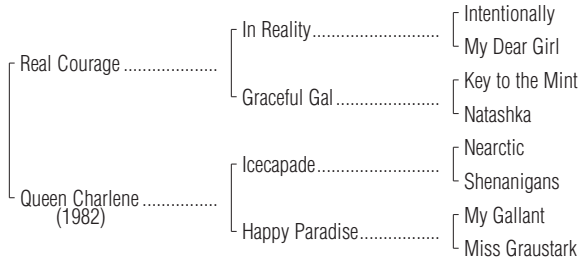 Intentionally
In Reality........................
My Dear Girl
Real Courage ....................
Key to the Mint
Graceful Gal......................
Natashka
Nearctic
Icecapade..........................
Shenanigans
Queen Charlene ................
(1982)
My Gallant
Happy Paradise.................
Miss Graustark